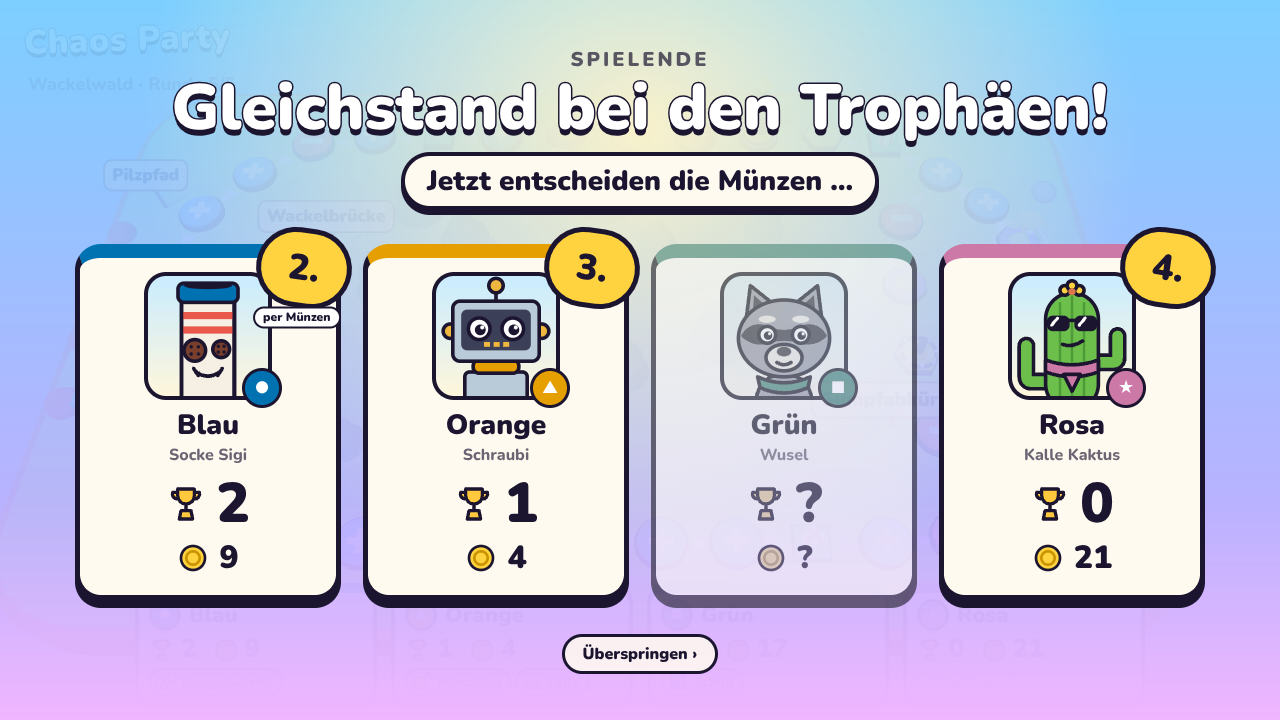 Chaos Party
Wackelwald · Run
SPIELENDE
Gleichstand bei den Trophäen!
Jetzt entscheiden die Münzen ...
Pilzpfad
Wackelbrücke
2.
per Münzen
Blau
Socke Sigi
2
9
3.
Orange
Schraubi
1
4
Grün
Wusel
?
?
4.
Rosa
Kalle Kaktus
0
21
Blau
2 9
Orange
1 4
Grün
17
Rosa
0 21
Überspringen ›